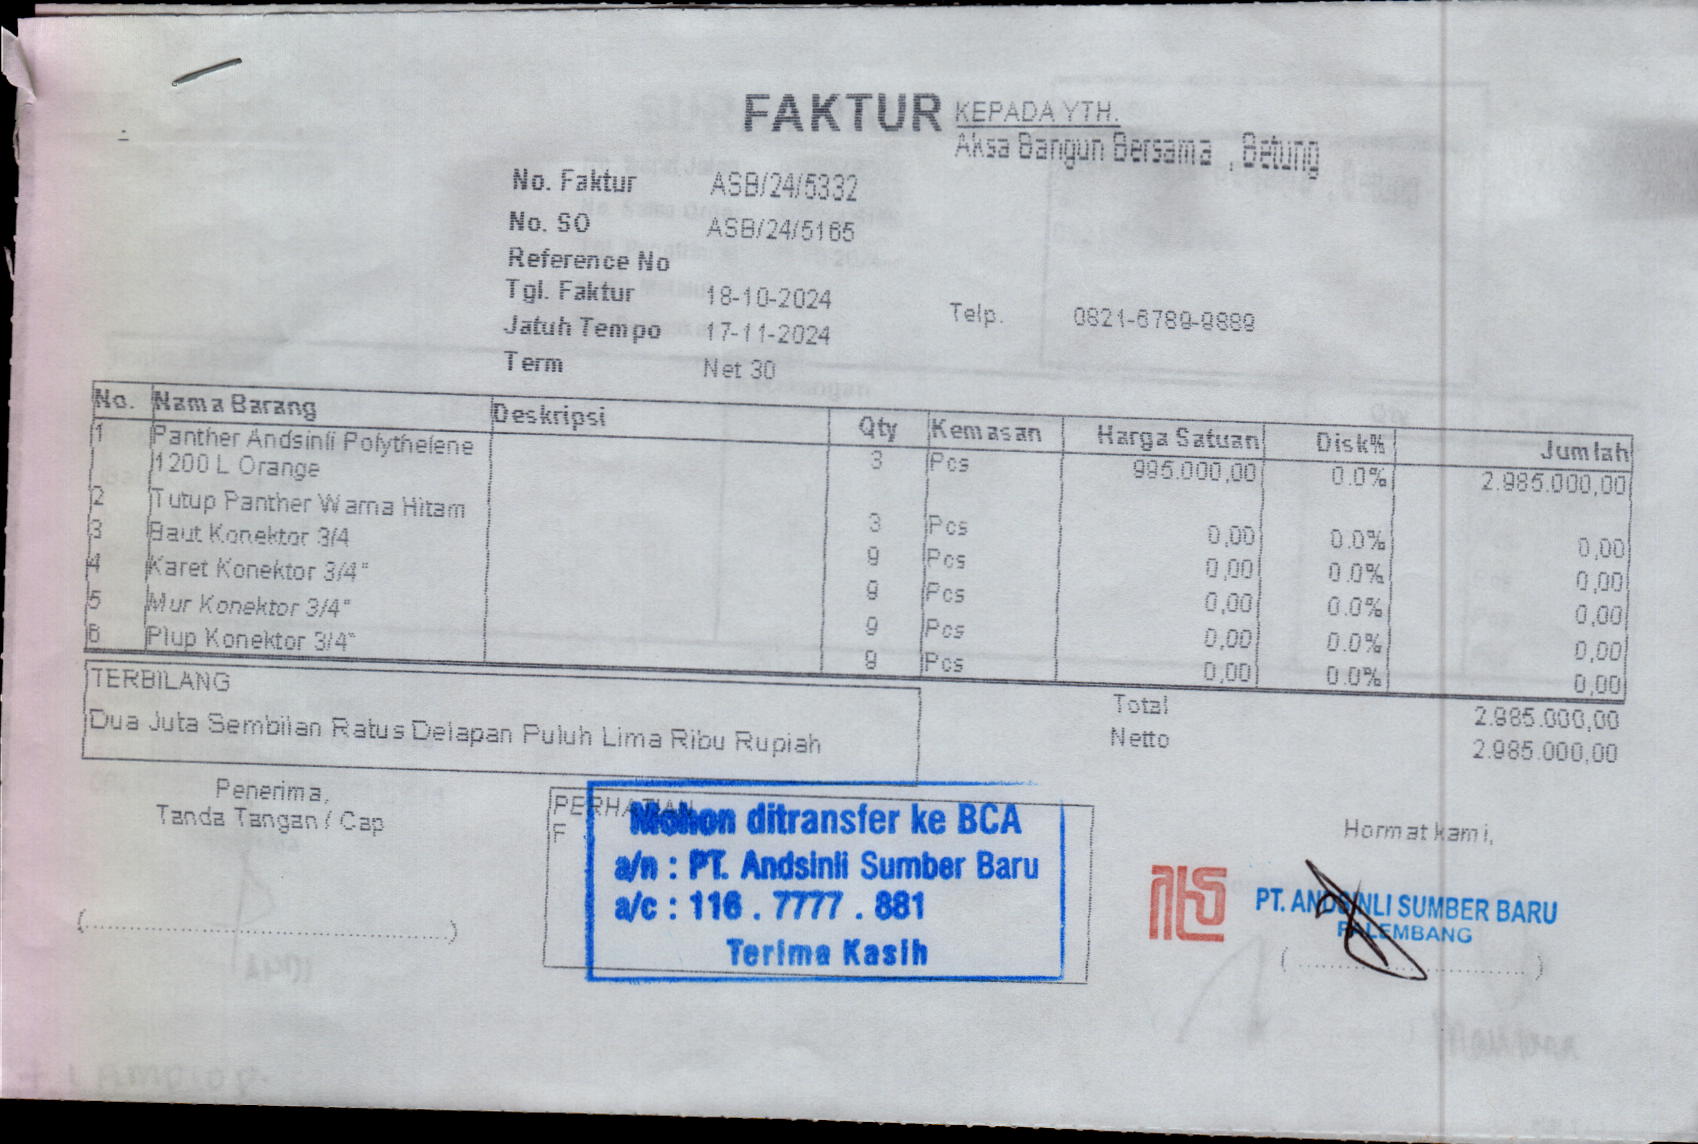 FAKTUR
KEPADA YTH.
Aksa Bangun Bersama , Betung
No. Faktur ASB/24/5332
No. SO ASB/24/5165
Reference No
Tgl. Faktur 18-10-2024
Jatuh Tempo 17-11-2024
Term Net 30
Telp. 0821-6789-9889
No. Nama Barang Deskripsi Qty Kemasan Harga Satuan Disk% Jumlah
1 Panther Andsinli Polythelene 1200 L Orange 3 Pcs 995.000,00 0.0% 2.985.000,00
2 Tutup Panther Warna Hitam 3 Pcs 0,00 0.0% 0,00
3 Baut Konektor 3/4 9 Pcs 0,00 0.0% 0,00
4 Karet Konektor 3/4" 9 Pcs 0,00 0.0% 0,00
5 Mur Konektor 3/4" 9 Pcs 0,00 0.0% 0,00
6 Plup Konektor 3/4" 9 Pcs 0,00 0.0% 0,00
TERBILANG
Dua Juta Sembilan Ratus Delapan Puluh Lima Ribu Rupiah
Total 2.985.000,00
Netto 2.985.000,00
Penerima,
Tanda Tangan / Cap
PERHATIAN
F
Mohon ditransfer ke BCA
a/n : PT. Andsinli Sumber Baru
a/c : 116 . 7777 . 881
Terima Kasih
Hormat kami,
PT. ANDSINLI SUMBER BARU
PALEMBANG